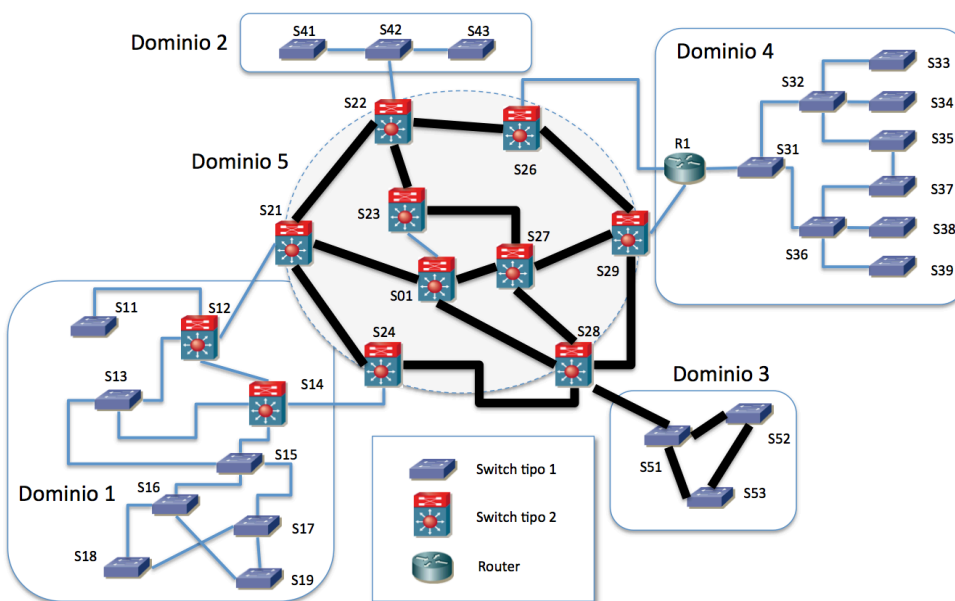 Dominio 2
S41
S42
S43
Dominio 4
S33
S32
S34
S35
R1
S31
S37
S38
S36
S39
S22
S26
Dominio 5
S21
S23
S27
S29
S01
S24
S28
S11
S12
S13
S14
S15
Dominio 1
S16
S17
S18
S19
Dominio 3
S52
S51
S53
Switch tipo 1
Switch tipo 2
Router